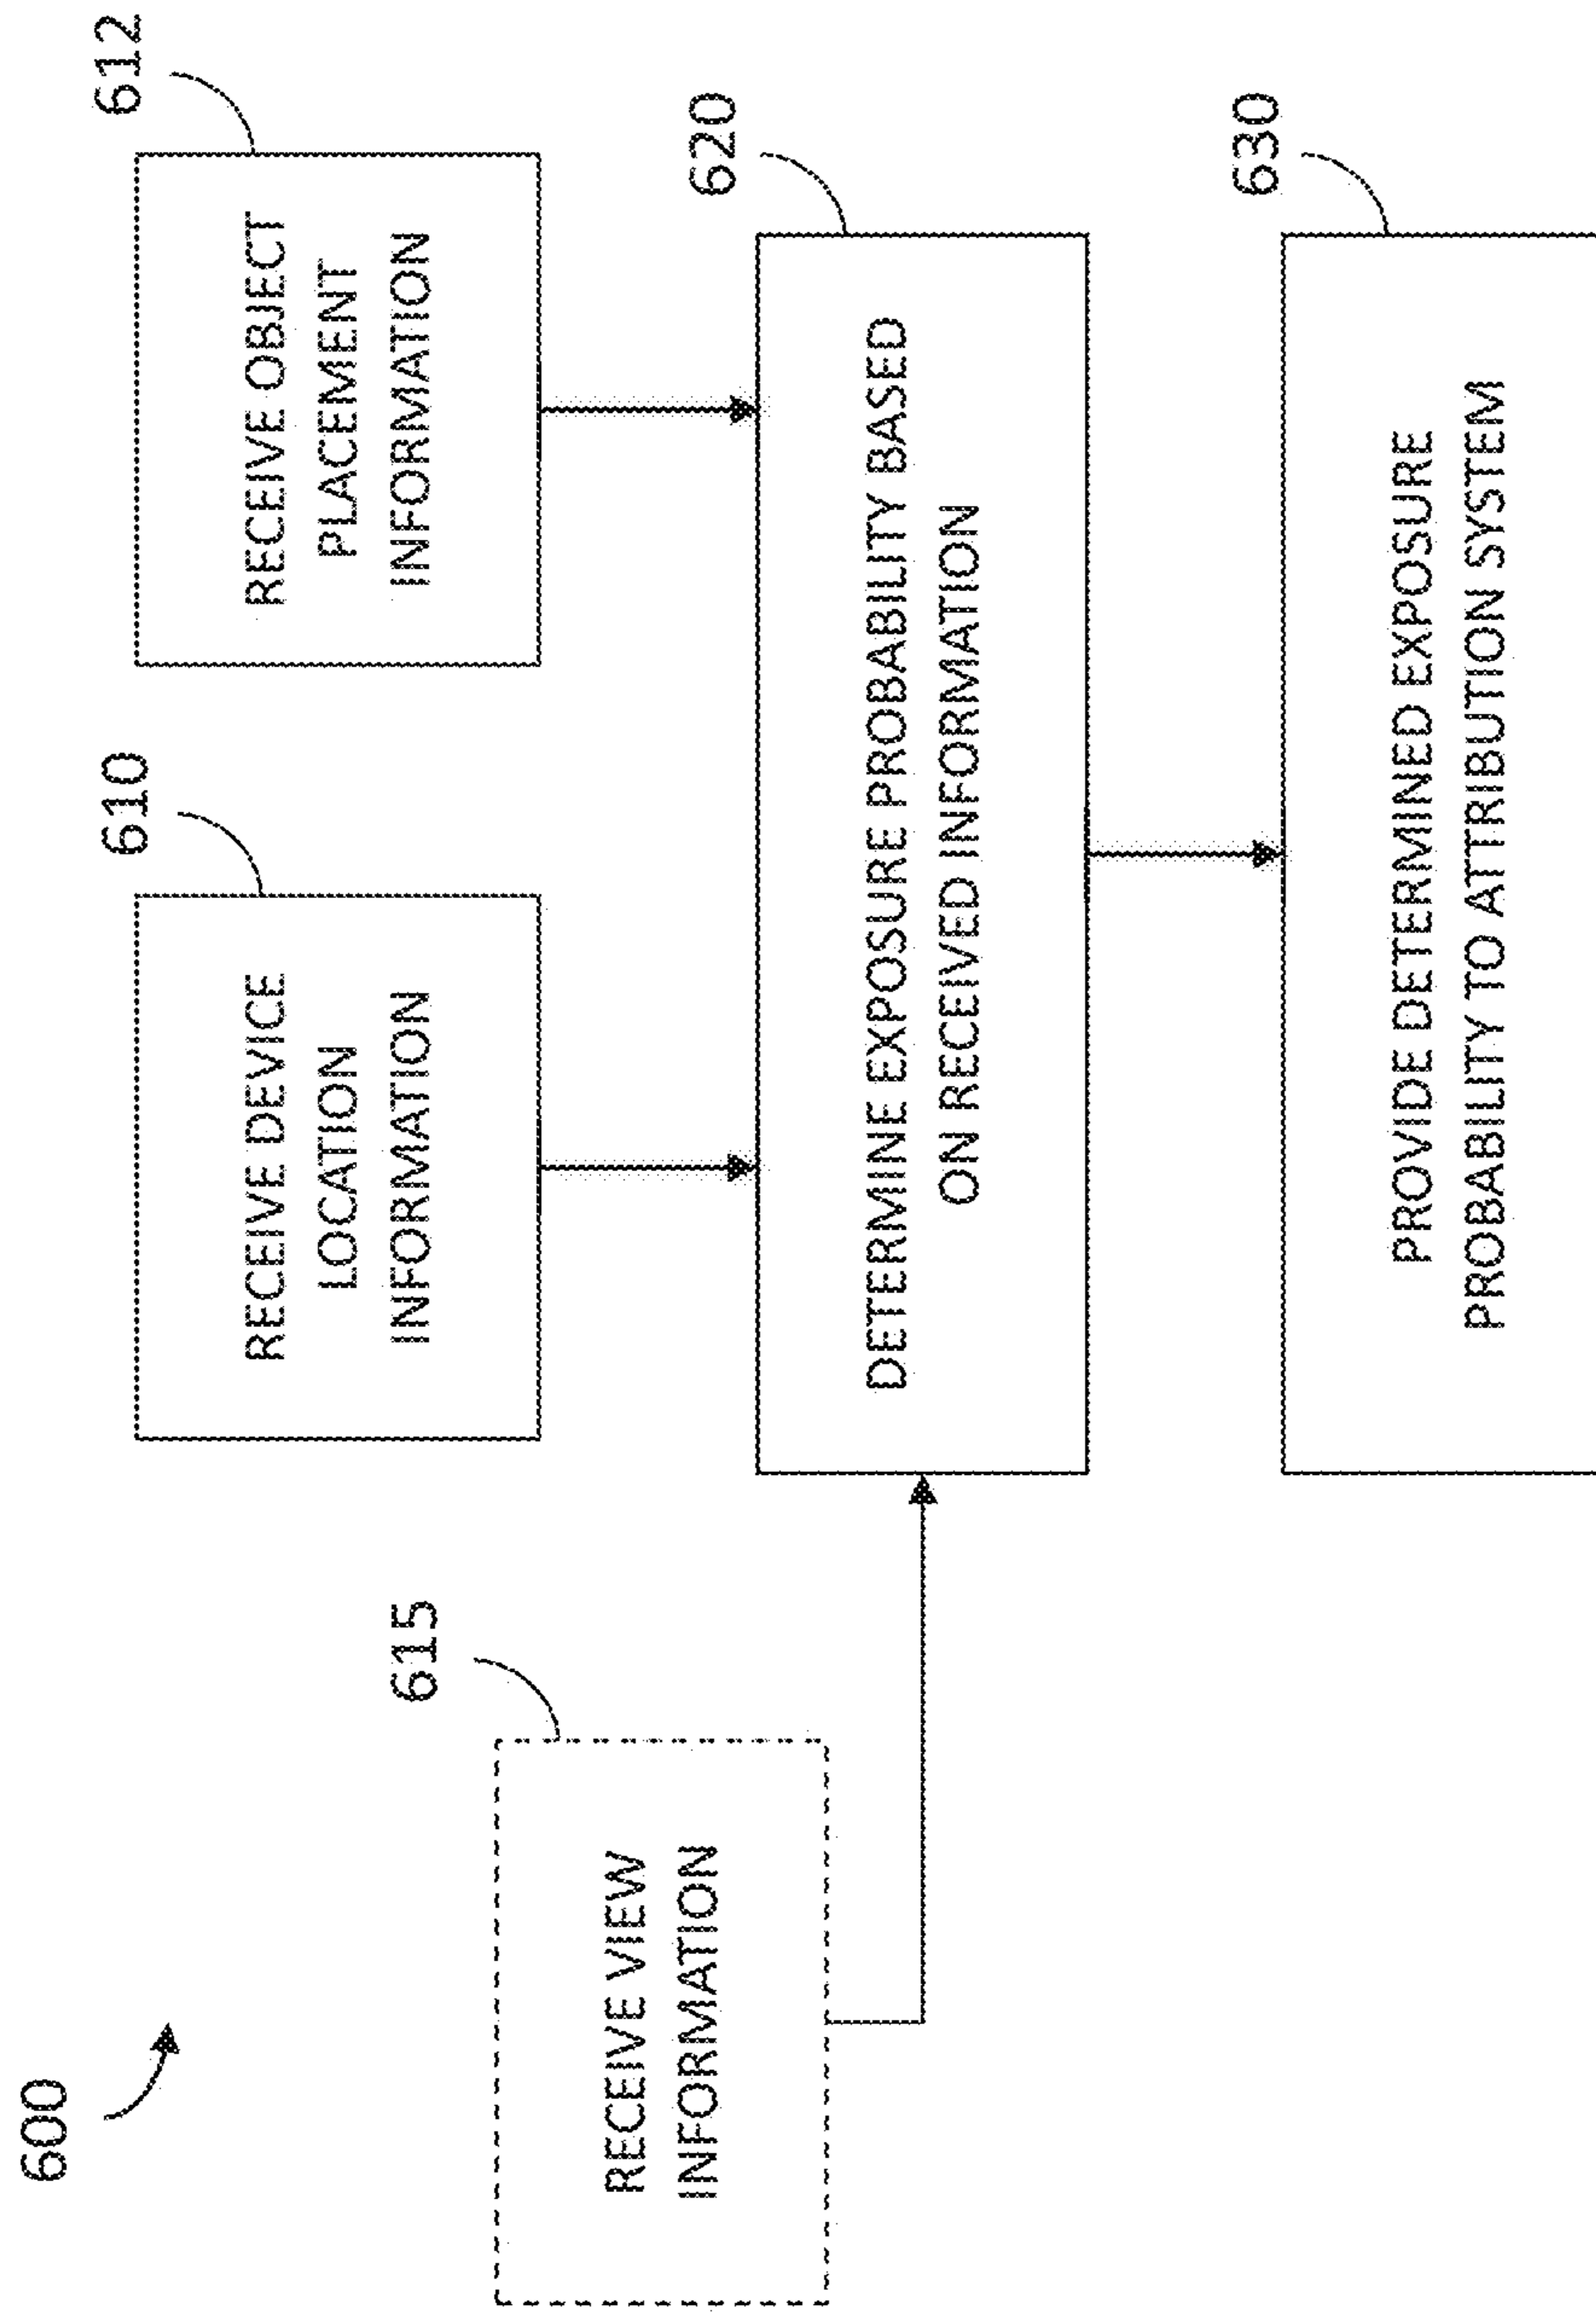 600
610
RECEIVE DEVICE
LOCATION
INFORMATION
612
RECEIVE OBJECT
PLACEMENT
INFORMATION
615
RECEIVE VIEW
INFORMATION
620
DETERMINE EXPOSURE PROBABILITY BASED
ON RECEIVED INFORMATION
630
PROVIDE DETERMINED EXPOSURE
PROBABILITY TO ATTRIBUTION SYSTEM